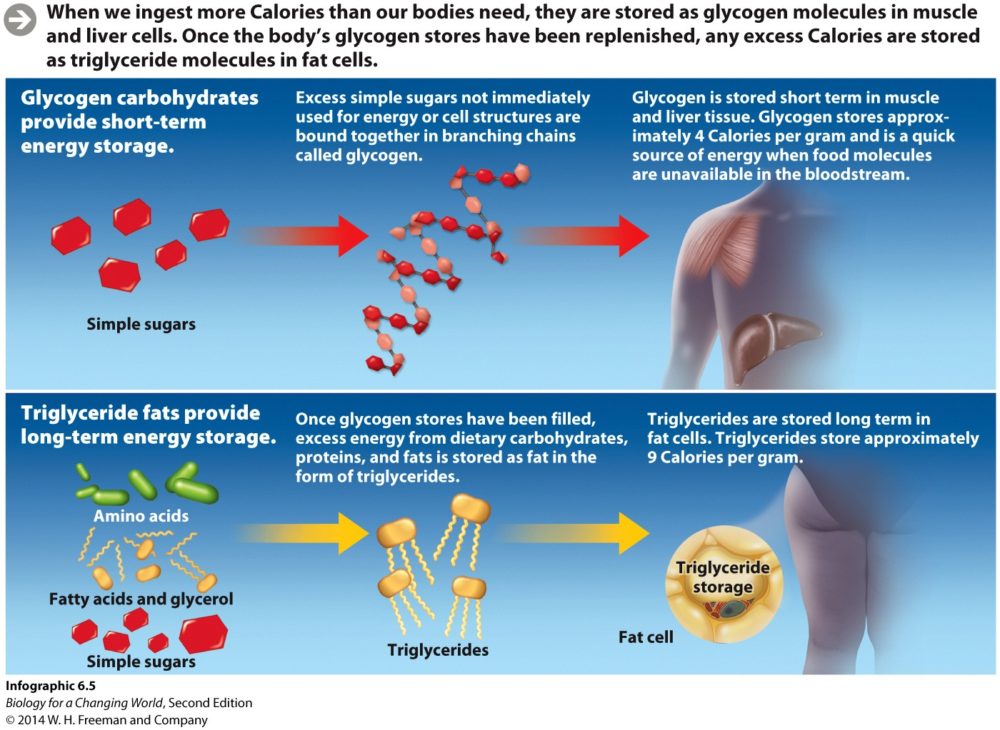 When we ingest more Calories than our bodies need, they are stored as glycogen molecules in muscle
and liver cells. Once the body’s glycogen stores have been replenished, any excess Calories are stored
as triglyceride molecules in fat cells.
Glycogen carbohydrates
provide short-term
energy storage.
Excess simple sugars not immediately
used for energy or cell structures are
bound together in branching chains
called glycogen.
Glycogen is stored short term in muscle
and liver tissue. Glycogen stores approx-
imately 4 Calories per gram and is a quick
source of energy when food molecules
are unavailable in the bloodstream.
Simple sugars
Triglyceride fats provide
long-term energy storage.
Once glycogen stores have been filled,
excess energy from dietary carbohydrates,
proteins, and fats is stored as fat in the
form of triglycerides.
Triglycerides are stored long term in
fat cells. Triglycerides store approximately
9 Calories per gram.
Amino acids
Fatty acids and glycerol
Simple sugars
Triglycerides
Triglyceride
storage
Fat cell
Infographic 6.5
Biology for a Changing World, Second Edition
© 2014 W. H. Freeman and Company